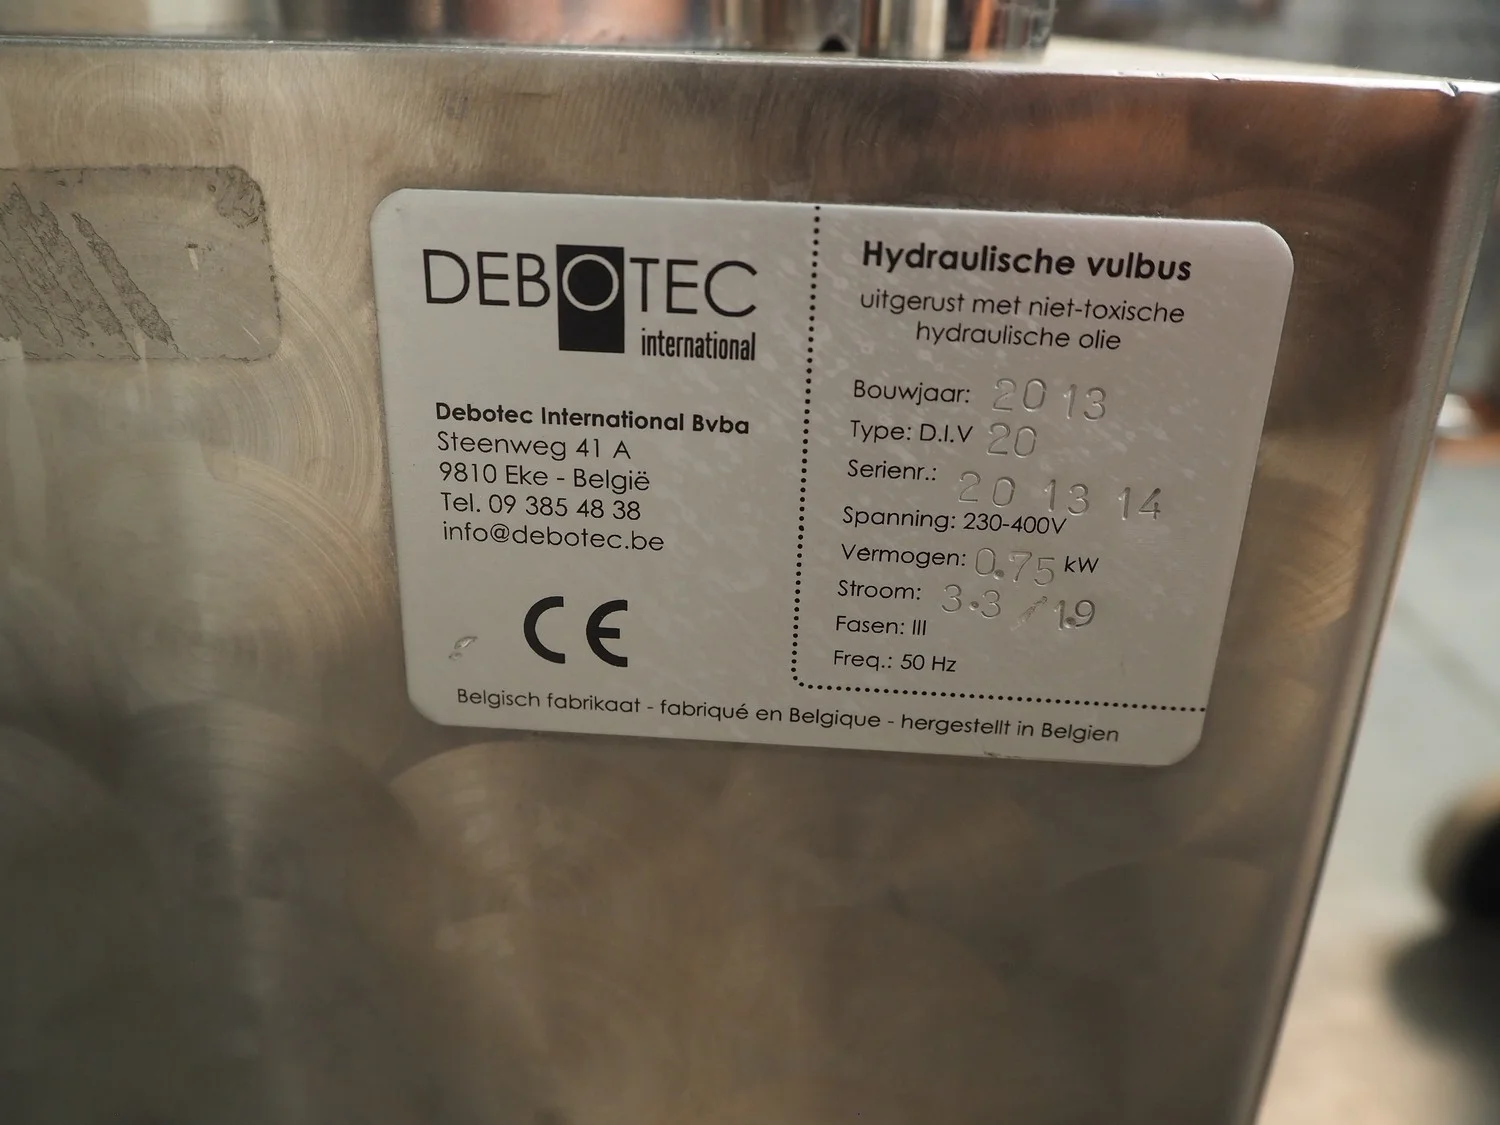 DEBOTEC
international
Debotec International Bvba
Steenweg 41 A
9810 Eke - België
Tel. 09 385 48 38
info@debotec.be
CE
Hydraulische vulbus
uitgerust met niet-toxische
hydraulische olie
Bouwjaar: 20 13
Type: D.I.V 20
Serienr.: 20 13 14
Spanning: 230-400V
Vermogen: 0.75 kW
Stroom: 3.3 / 1.9
Fasen: III
Freq.: 50 Hz
Belgisch fabrikaat - fabriqué en Belgique - hergestellt in Belgien